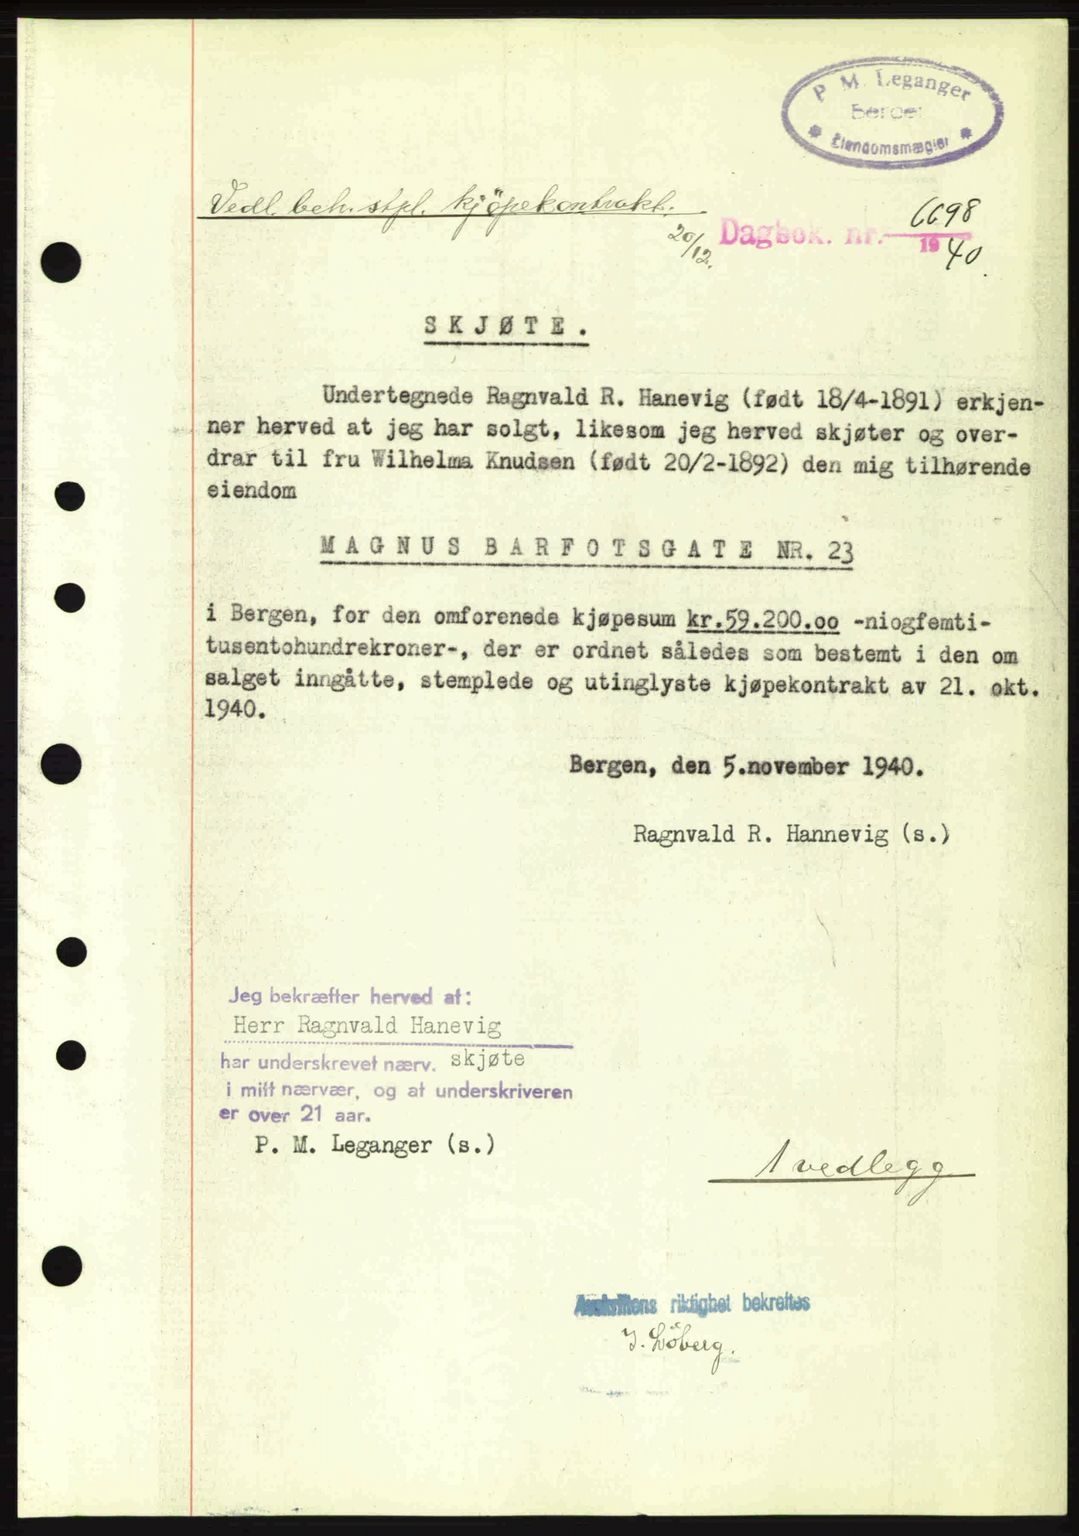 P. M. Leganger
Bergen
Eiendomsmægler
Vedl. beh. stpl. kjöpekontrakt.
20/12. Dagbok. nr. 6698
1940.
SKJØTE.
Undertegnede Ragnvald R. Hanevig (født 18/4-1891) erkjen-
ner herved at jeg har solgt, likesom jeg herved skjøter og over-
drar til fru Wilhelma Knudsen (født 20/2-1892) den mig tilhørende
eiendom
MAGNUS BARFOTSGATE NR. 23
i Bergen, for den omforenede kjøpesum kr.59.200.oo -niogfemti-
tusentohundrekroner-, der er ordnet således som bestemt i den om
salget inngåtte, stemplede og utinglyste kjøpekontrakt av 21. okt.
1940.
Bergen, den 5.november 1940.
Ragnvald R. Hannevig (s.)
Jeg bekræfter herved at:
Herr Ragnvald Hanevig
har underskrevet nærv. skjøte
i mitt nærvær, og at underskriveren
er over 21 aar.
P. M. Leganger (s.)
1 vedlegg
Avskriftens riktighet bekreftes
J. Löberg.